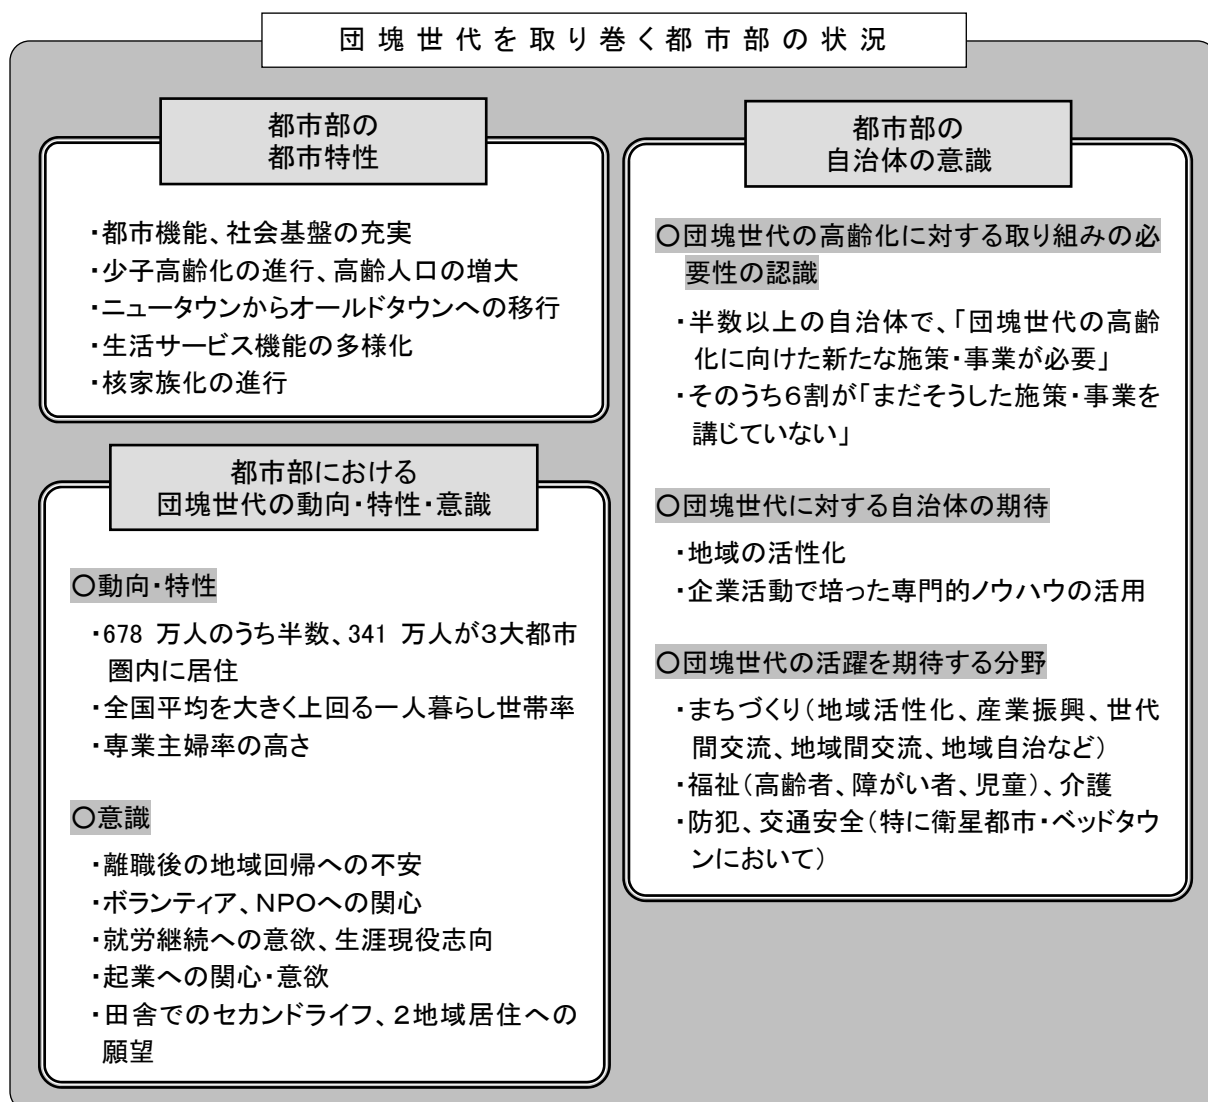 団塊世代を取り巻く都市部の状況
都市部の
都市特性
・都市機能、社会基盤の充実
・少子高齢化の進行、高齢人口の増大
・ニュータウンからオールドタウンへの移行
・生活サービス機能の多様化
・核家族化の進行
都市部における
団塊世代の動向・特性・意識
○動向・特性
・678 万人のうち半数、341 万人が３大都市
圏内に居住
・全国平均を大きく上回る一人暮らし世帯率
・専業主婦率の高さ
○意識
・離職後の地域回帰への不安
・ボランティア、ＮＰＯへの関心
・就労継続への意欲、生涯現役志向
・起業への関心・意欲
・田舎でのセカンドライフ、２地域居住への
願望
都市部の
自治体の意識
○団塊世代の高齢化に対する取り組みの必
要性の認識
・半数以上の自治体で、「団塊世代の高齢
化に向けた新たな施策・事業が必要」
・そのうち６割が「まだそうした施策・事業を
講じていない」
○団塊世代に対する自治体の期待
・地域の活性化
・企業活動で培った専門的ノウハウの活用
○団塊世代の活躍を期待する分野
・まちづくり（地域活性化、産業振興、世代
間交流、地域間交流、地域自治など）
・福祉（高齢者、障がい者、児童）、介護
・防犯、交通安全（特に衛星都市・ベッドタウ
ンにおいて）